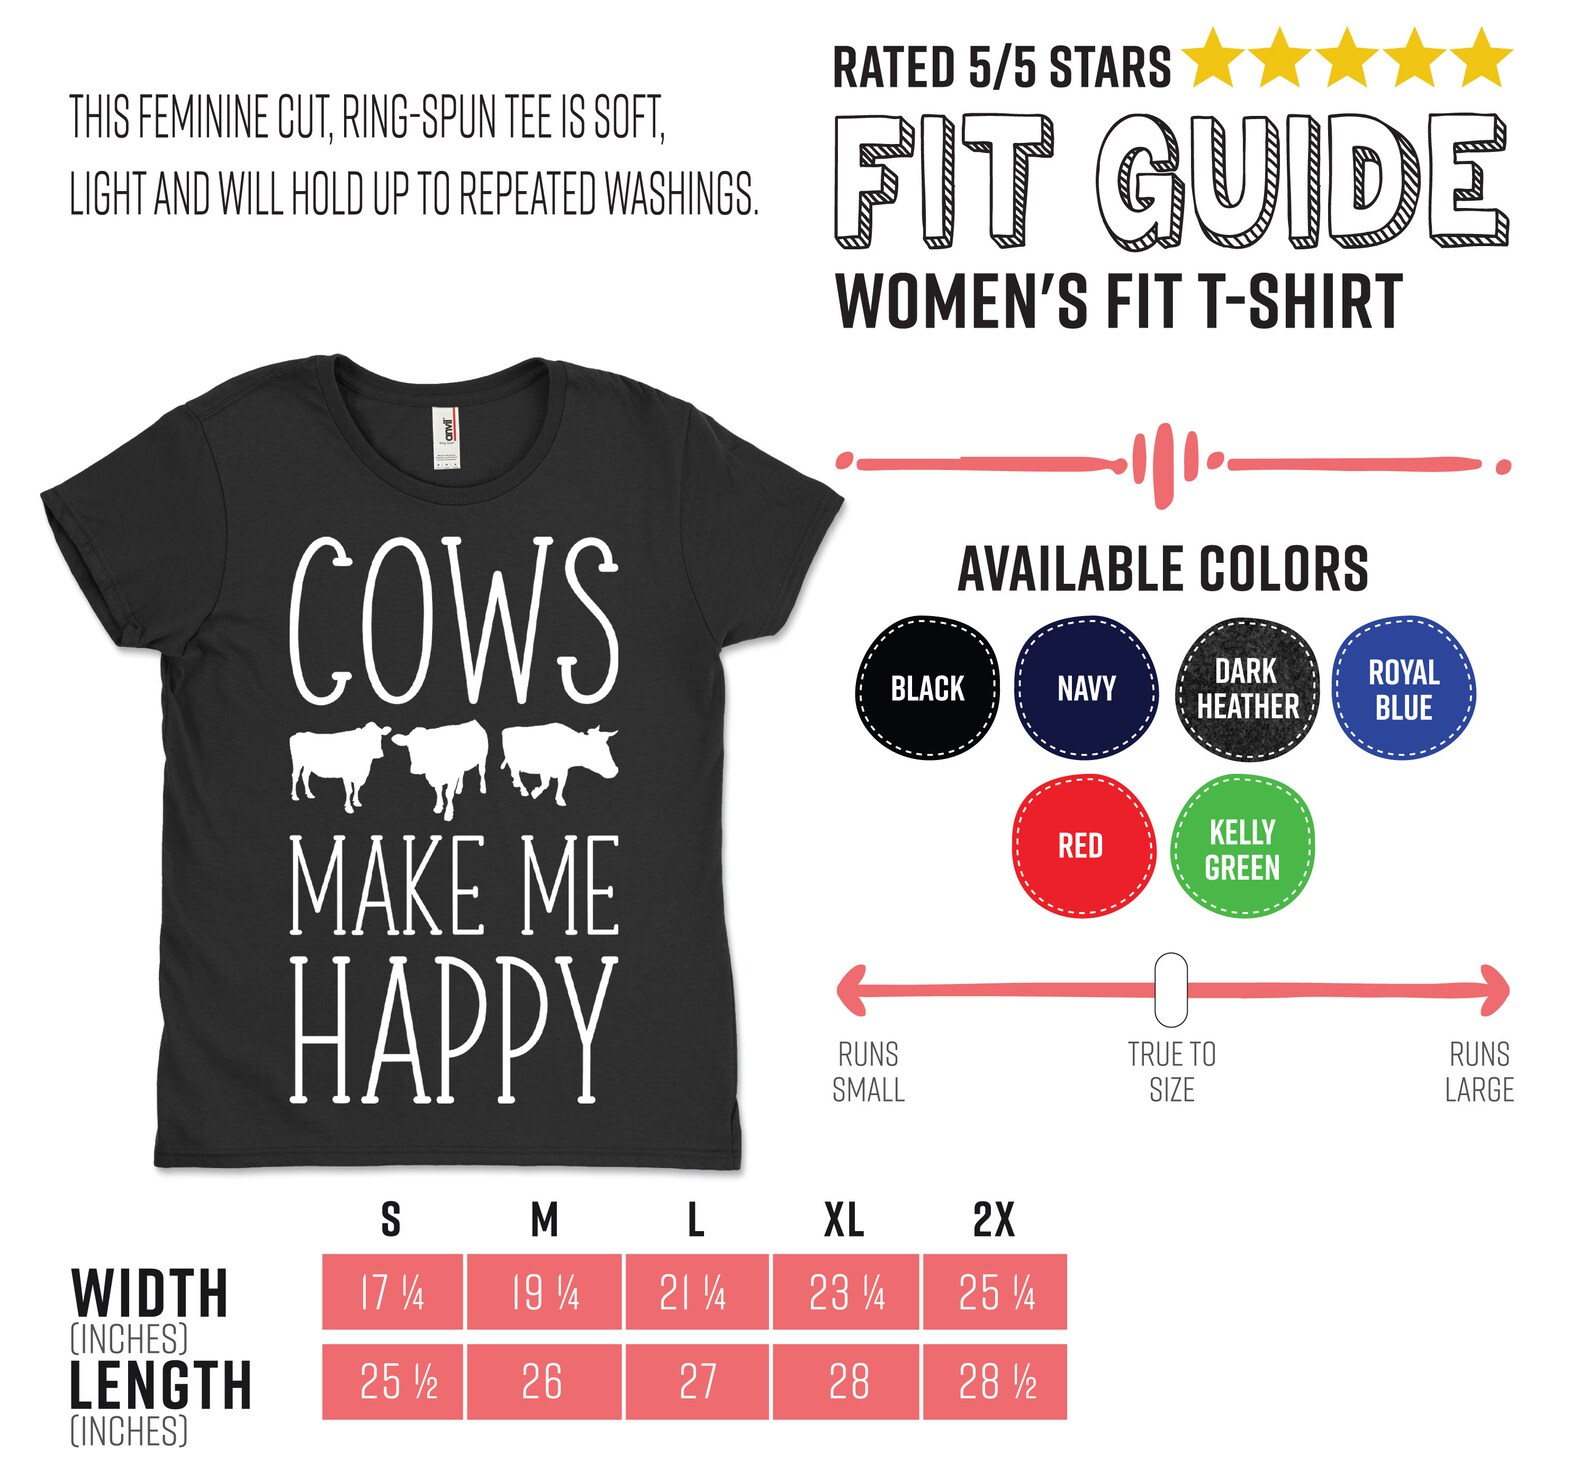 THIS FEMININE CUT, RING-SPUN TEE IS SOFT,
LIGHT AND WILL HOLD UP TO REPEATED WASHINGS.
RATED 5/5 STARS
FIT GUIDE
WOMEN'S FIT T-SHIRT
anvil
COWS
MAKE ME
HAPPY
AVAILABLE COLORS
BLACK
NAVY
DARK
HEATHER
ROYAL
BLUE
RED
KELLY
GREEN
RUNS
SMALL
TRUE TO
SIZE
RUNS
LARGE
S M L XL 2X
WIDTH 17 ¼ 19 ¼ 21 ¼ 23 ¼ 25 ¼
(INCHES)
LENGTH 25 ½ 26 27 28 28 ½
(INCHES)